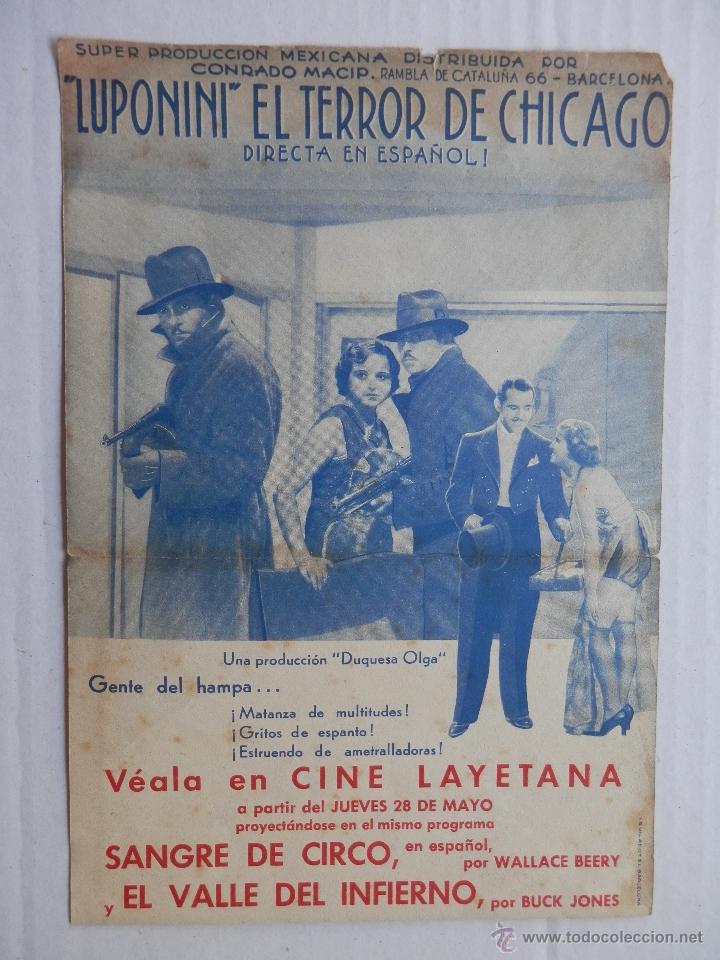 SUPER PRODUCCION MEXICANA DISTRIBUIDA POR
CONRADO MACIP. RAMBLA DE CATALUÑA 66 - BARCELONA.
"LUPONINI" EL TERROR DE CHICAGO
DIRECTA EN ESPAÑOL!
Una producción "Duquesa Olga"
Gente del hampa...
¡Matanza de multitudes!
¡Gritos de espanto!
¡Estruendo de ametralladoras!
Véala en CINE LAYETANA
a partir del JUEVES 28 DE MAYO
proyectándose en el mismo programa
SANGRE DE CIRCO, en español, por WALLACE BEERY
y EL VALLE DEL INFIERNO, por BUCK JONES
BARCELONA
todocoleccion
www.todocoleccion.net